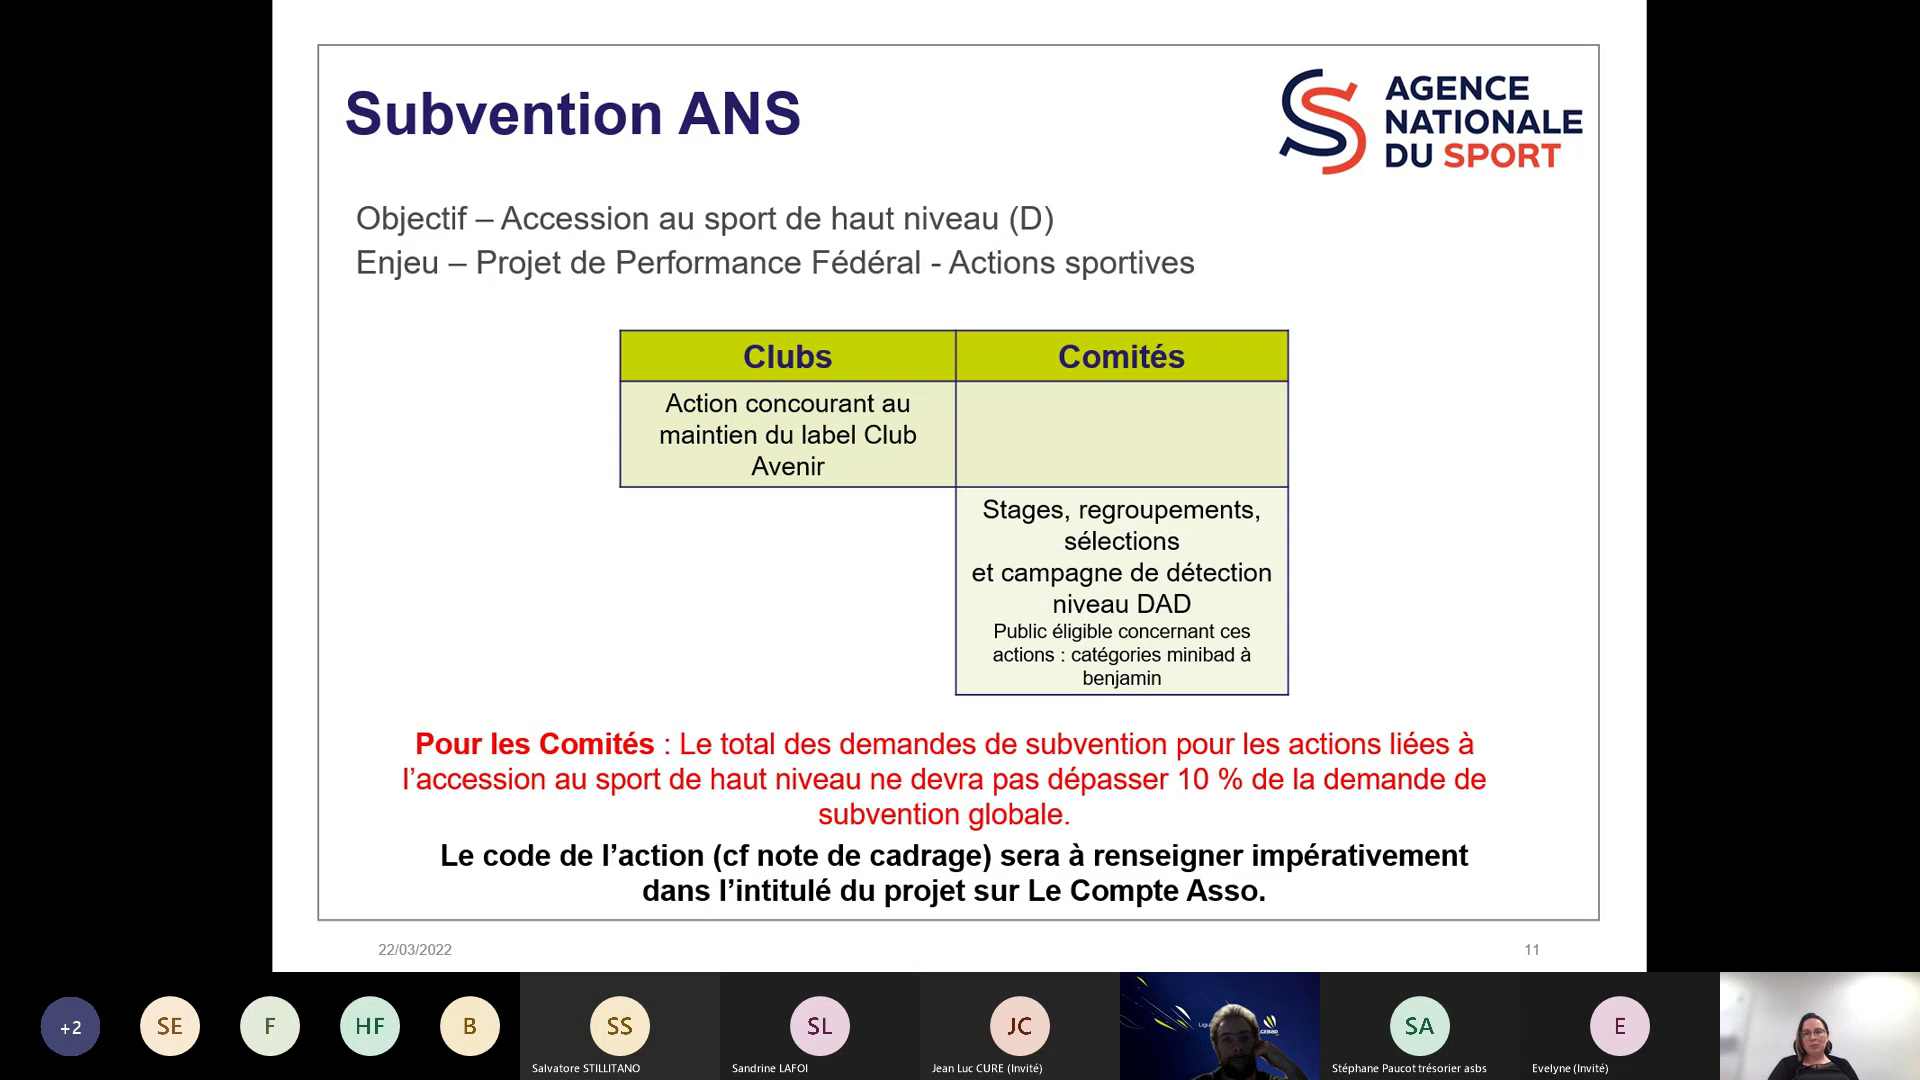 Subvention ANS
AGENCE
NATIONALE
DU SPORT
Objectif – Accession au sport de haut niveau (D)
Enjeu – Projet de Performance Fédéral - Actions sportives
Clubs
Comités
Action concourant au
maintien du label Club
Avenir
Stages, regroupements,
sélections
et campagne de détection
niveau DAD
Public éligible concernant ces
actions : catégories minibad à
benjamin
Pour les Comités : Le total des demandes de subvention pour les actions liées à
l’accession au sport de haut niveau ne devra pas dépasser 10 % de la demande de
subvention globale.
Le code de l’action (cf note de cadrage) sera à renseigner impérativement
dans l’intitulé du projet sur Le Compte Asso.
22/03/2022
11
+2
SE
F
HF
B
SS
Salvatore STILLITANO
SL
Sandrine LAFOI
JC
Jean Luc CURE (Invité)
SA
Stéphane Paucot trésorier asbs
E
Evelyne (Invité)